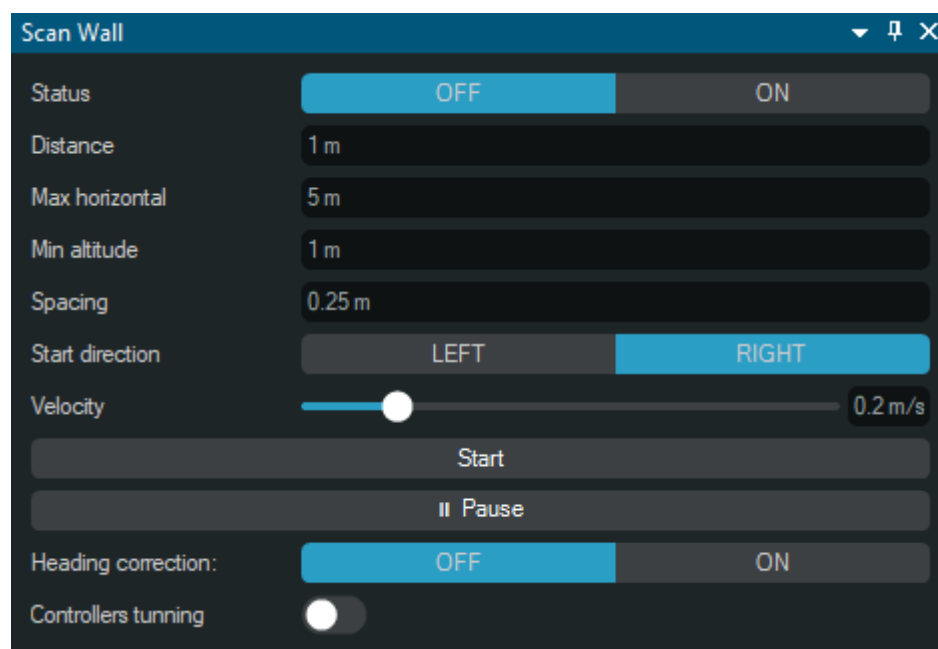 Scan Wall
Status OFF ON
Distance 1 m
Max horizontal 5 m
Min altitude 1 m
Spacing 0.25 m
Start direction LEFT RIGHT
Velocity 0.2 m/s
Start
Pause
Heading correction: OFF ON
Controllers tunning